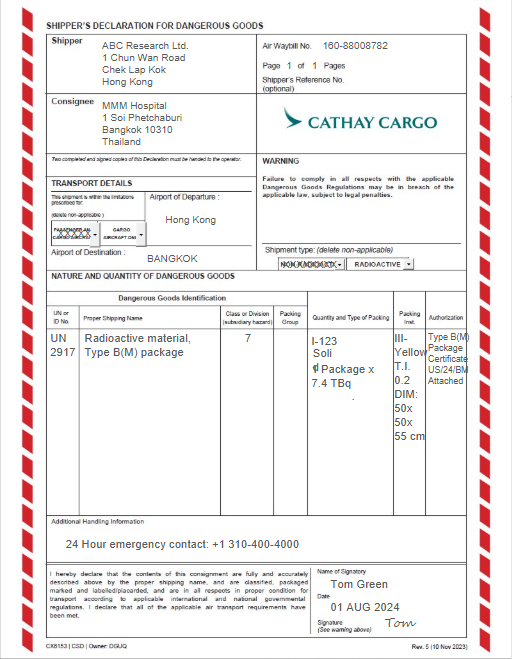 SHIPPER'S DECLARATION FOR DANGEROUS GOODS
Shipper
ABC Research Ltd.
1 Chun Wan Road
Chek Lap Kok
Hong Kong
Air Waybill No. 160-88008782
Page 1 of 1 Pages
Shipper's Reference No.
(optional)
Consignee
MMM Hospital
1 Soi Phetchaburi
Bangkok 10310
Thailand
CATHAY CARGO
Two completed and signed copies of this Declaration must be handed to the operator.
WARNING
Failure to comply in all respects with the applicable
Dangerous Goods Regulations may be in breach of the
applicable law, subject to legal penalties.
TRANSPORT DETAILS
This shipment is within the limitations
prescribed for:
(delete non-applicable )
Airport of Departure :
Hong Kong
CARGO
AIRCRAFT ONL
Airport of Destination :
BANGKOK
Shipment type: (delete non-applicable)
NON-RADIOACTI
RADIOACTIVE
NATURE AND QUANTITY OF DANGEROUS GOODS
Dangerous Goods Identification
UN or
ID No.
Proper Shipping Name
Class or Division
(subsidiary hazard)
Packing
Group
Quantity and Type of Packing
Packing
Inst.
Authorization
UN
2917
Radioactive material,
Type B(M) package
7
I-123
Soli
d
1 Package x
7.4 TBq
.
III-
Yellow
T.I.
0.2
DIM:
50x
50x
55 cm
Type B(M)
Package
Certificate
US/24/BM
Attached
Additional Handling Information
24 Hour emergency contact: +1 310-400-4000
I hereby declare that the contents of this consignment are fully and accurately
described above by the proper shipping name, and are classified, packaged
marked and labelled/placarded, and are in all respects in proper condition for
transport according to applicable international and national governmental
regulations. I declare that all of the applicable air transport requirements have
been met.
Name of Signatory
Tom Green
Date
01 AUG 2024
Signature
(See warning above)
Tom
CX6153 | CSD | Owner: DGUQ
Rev. 5 (10 Nov 2023)